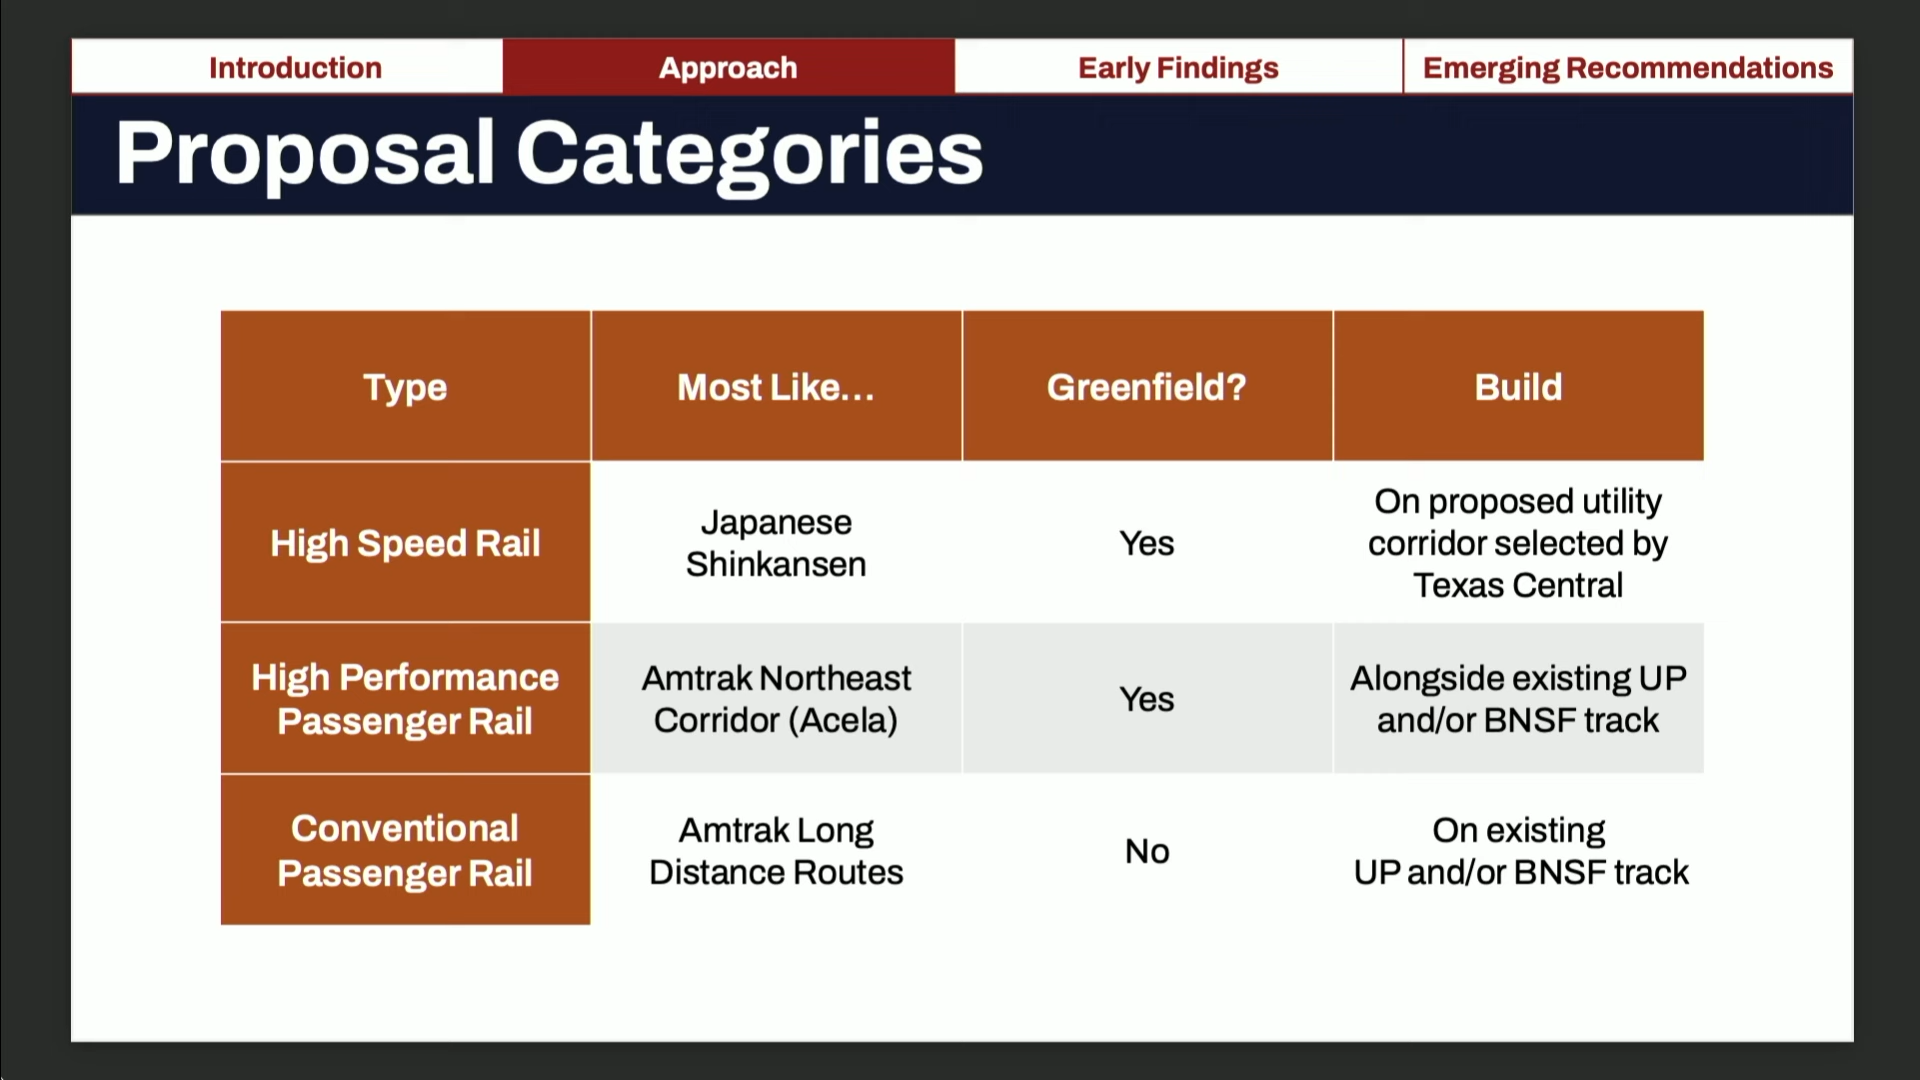 Introduction
Approach
Early Findings
Emerging Recommendations
Proposal Categories
Type
Most Like...
Greenfield?
Build
High Speed Rail
Japanese
Shinkansen
Yes
On proposed utility
corridor selected by
Texas Central
High Performance
Passenger Rail
Amtrak Northeast
Corridor (Acela)
Yes
Alongside existing UP
and/or BNSF track
Conventional
Passenger Rail
Amtrak Long
Distance Routes
No
On existing
UP and/or BNSF track